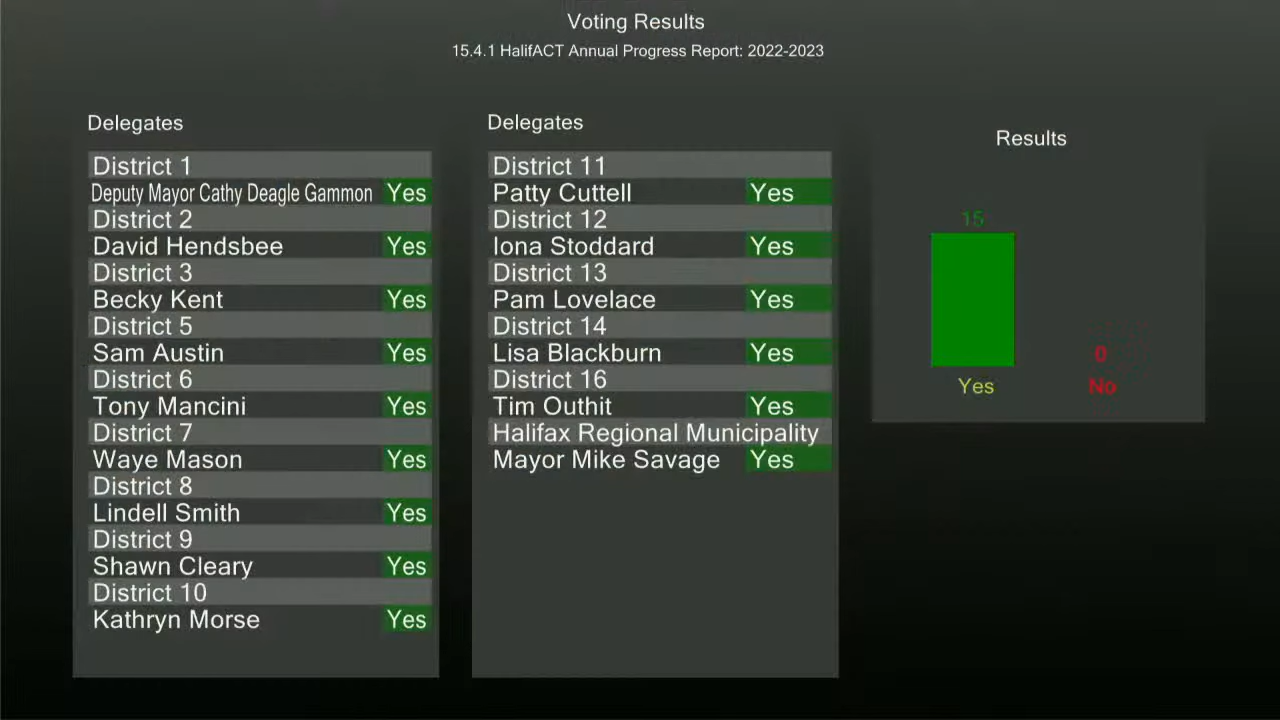 Voting Results
15.4.1 HalifACT Annual Progress Report: 2022-2023
Delegates
District 1
Deputy Mayor Cathy Deagle Gammon Yes
District 2
David Hendsbee Yes
District 3
Becky Kent Yes
District 5
Sam Austin Yes
District 6
Tony Mancini Yes
District 7
Waye Mason Yes
District 8
Lindell Smith Yes
District 9
Shawn Cleary Yes
District 10
Kathryn Morse Yes
Delegates
District 11
Patty Cuttell Yes
District 12
Iona Stoddard Yes
District 13
Pam Lovelace Yes
District 14
Lisa Blackburn Yes
District 16
Tim Outhit Yes
Halifax Regional Municipality
Mayor Mike Savage Yes
Results
15
0
Yes No